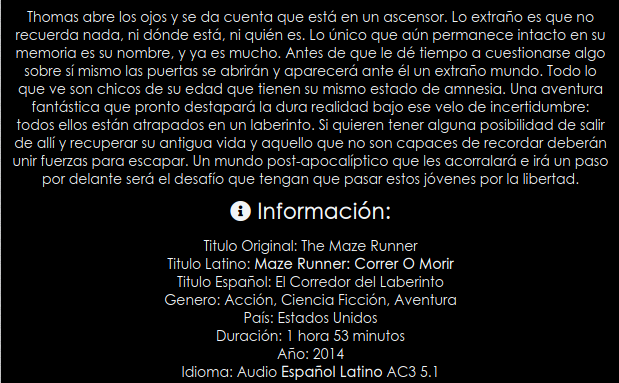 Thomas abre los ojos y se da cuenta que está en un ascensor. Lo extraño es que no
recuerda nada, ni dónde está, ni quién es. Lo único que aún permanece intacto en su
memoria es su nombre, y ya es mucho. Antes de que le dé tiempo a cuestionarse algo
sobre sí mismo las puertas se abrirán y aparecerá ante él un extraño mundo. Todo lo
que ve son chicos de su edad que tienen su mismo estado de amnesia. Una aventura
fantástica que pronto destapará la dura realidad bajo ese velo de incertidumbre:
todos ellos están atrapados en un laberinto. Si quieren tener alguna posibilidad de salir
de allí y recuperar su antigua vida y aquello que no son capaces de recordar deberán
unir fuerzas para escapar. Un mundo post-apocalíptico que les acorralará e irá un paso
por delante será el desafío que tengan que pasar estos jóvenes por la libertad.
Información:
Titulo Original: The Maze Runner
Titulo Latino: Maze Runner: Correr O Morir
Titulo Español: El Corredor del Laberinto
Genero: Acción, Ciencia Ficción, Aventura
País: Estados Unidos
Duración: 1 hora 53 minutos
Año: 2014
Idioma: Audio Español Latino AC3 5.1